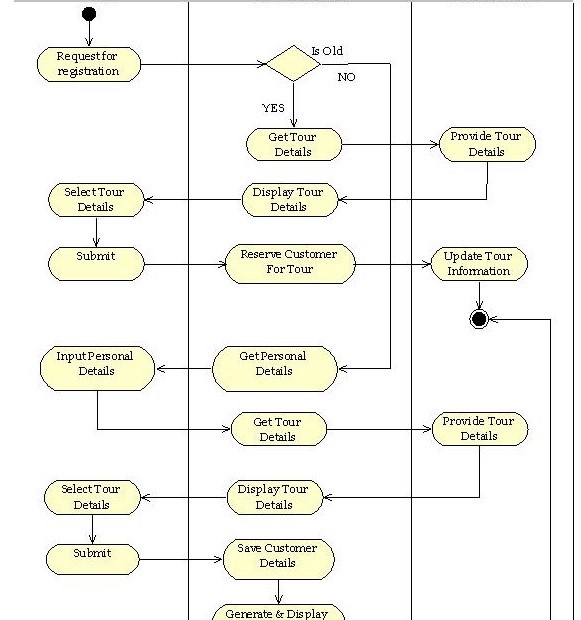 Is Old
Request for
registration
NO
YES
Get Tour
Details
Provide Tour
Details
Select Tour
Details
Display Tour
Details
Submit
Reserve Customer
For Tour
Update Tour
Information
Input Personal
Details
Get Personal
Details
Get Tour
Details
Provide Tour
Details
Select Tour
Details
Display Tour
Details
Submit
Save Customer
Details
Generate & Display